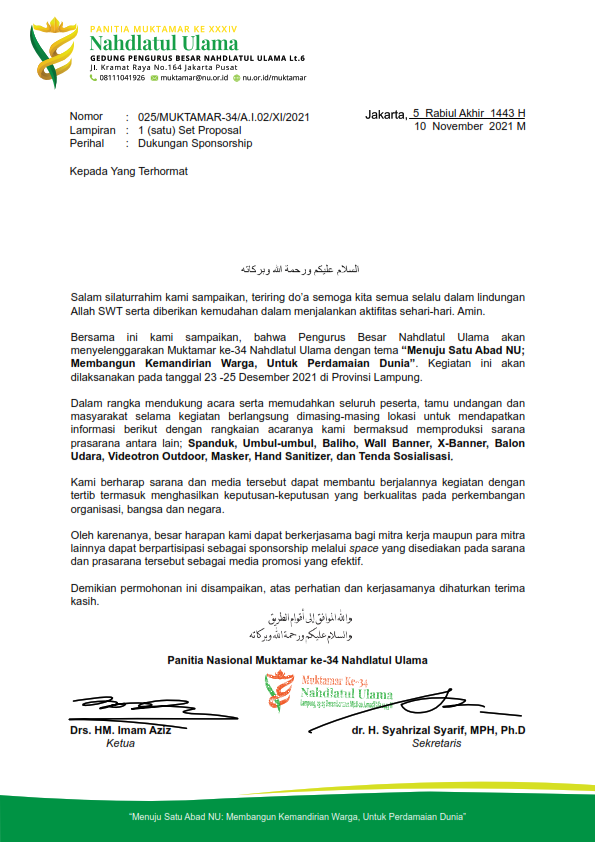 PANITIA MUKTAMAR KE XXXIV
Nahdlatul Ulama
GEDUNG PENGURUS BESAR NAHDLATUL ULAMA Lt.6
Jl. Kramat Raya No.164 Jakarta Pusat
08111041926 muktamar@nu.or.id nu.or.id/muktamar
Nomor : 025/MUKTAMAR-34/A.I.02/XI/2021
Jakarta, 5 Rabiul Akhir 1443 H
Lampiran : 1 (satu) Set Proposal
10 November 2021 M
Perihal : Dukungan Sponsorship
Kepada Yang Terhormat
السلام عليكم ورحمة الله وبركاته
Salam silaturrahim kami sampaikan, teriring do’a semoga kita semua selalu dalam lindungan
Allah SWT serta diberikan kemudahan dalam menjalankan aktifitas sehari-hari. Amin.
Bersama ini kami sampaikan, bahwa Pengurus Besar Nahdlatul Ulama akan
menyelenggarakan Muktamar ke-34 Nahdlatul Ulama dengan tema “Menuju Satu Abad NU;
Membangun Kemandirian Warga, Untuk Perdamaian Dunia”. Kegiatan ini akan
dilaksanakan pada tanggal 23 -25 Desember 2021 di Provinsi Lampung.
Dalam rangka mendukung acara serta memudahkan seluruh peserta, tamu undangan dan
masyarakat selama kegiatan berlangsung dimasing-masing lokasi untuk mendapatkan
informasi berikut dengan rangkaian acaranya kami bermaksud memproduksi sarana
prasarana antara lain; Spanduk, Umbul-umbul, Baliho, Wall Banner, X-Banner, Balon
Udara, Videotron Outdoor, Masker, Hand Sanitizer, dan Tenda Sosialisasi.
Kami berharap sarana dan media tersebut dapat membantu berjalannya kegiatan dengan
tertib termasuk menghasilkan keputusan-keputusan yang berkualitas pada perkembangan
organisasi, bangsa dan negara.
Oleh karenanya, besar harapan kami dapat berkerjasama bagi mitra kerja maupun para mitra
lainnya dapat berpartisipasi sebagai sponsorship melalui space yang disediakan pada sarana
dan prasarana tersebut sebagai media promosi yang efektif.
Demikian permohonan ini disampaikan, atas perhatian dan kerjasamanya dihaturkan terima
kasih.
والله الموافق إلى أقوام الطريق
والسلام عليكم ورحمة الله وبركاته
Panitia Nasional Muktamar ke-34 Nahdlatul Ulama
Muktamar Ke-34
Nahdlatul Ulama
Drs. HM. Imam Aziz
dr. H. Syahrizal Syarif, MPH, Ph.D
Ketua
Sekretaris
“Menuju Satu Abad NU: Membangun Kemandirian Warga, Untuk Perdamaian Dunia”